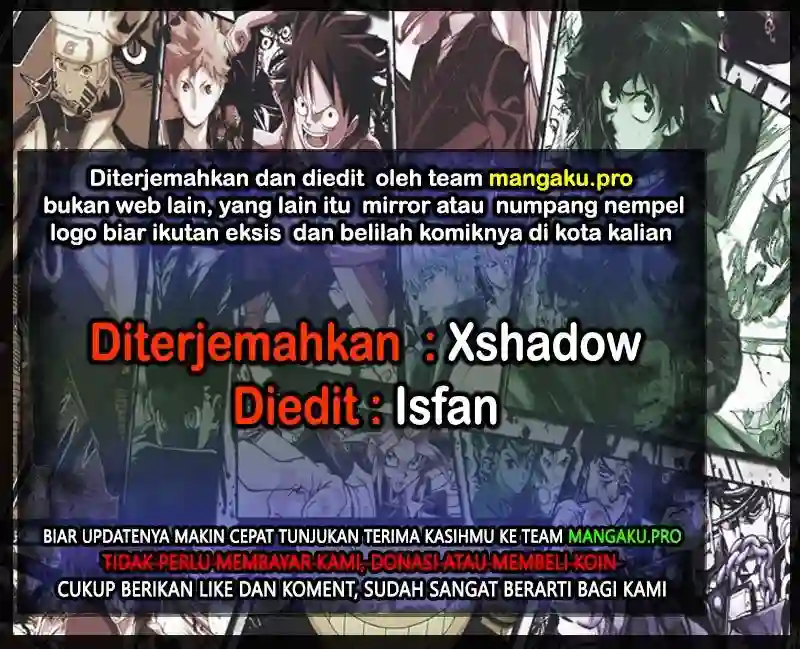 Diterjemahkan dan diedit oleh team mangaku.pro
bukan web lain, yang lain itu mirror atau numpang nempel
logo biar ikutan eksis dan belilah komiknya di kota kalian
Diterjemahkan : Xshadow
Diedit : Isfan
BIAR UPDATENYA MAKIN CEPAT TUNJUKAN TERIMA KASIHMU KE TEAM MANGAKU.PRO
TIDAK PERLU MEMBAYAR KAMI, DONASI ATAU MEMBELI KOIN
CUKUP BERIKAN LIKE DAN KOMENT, SUDAH SANGAT BERARTI BAGI KAMI